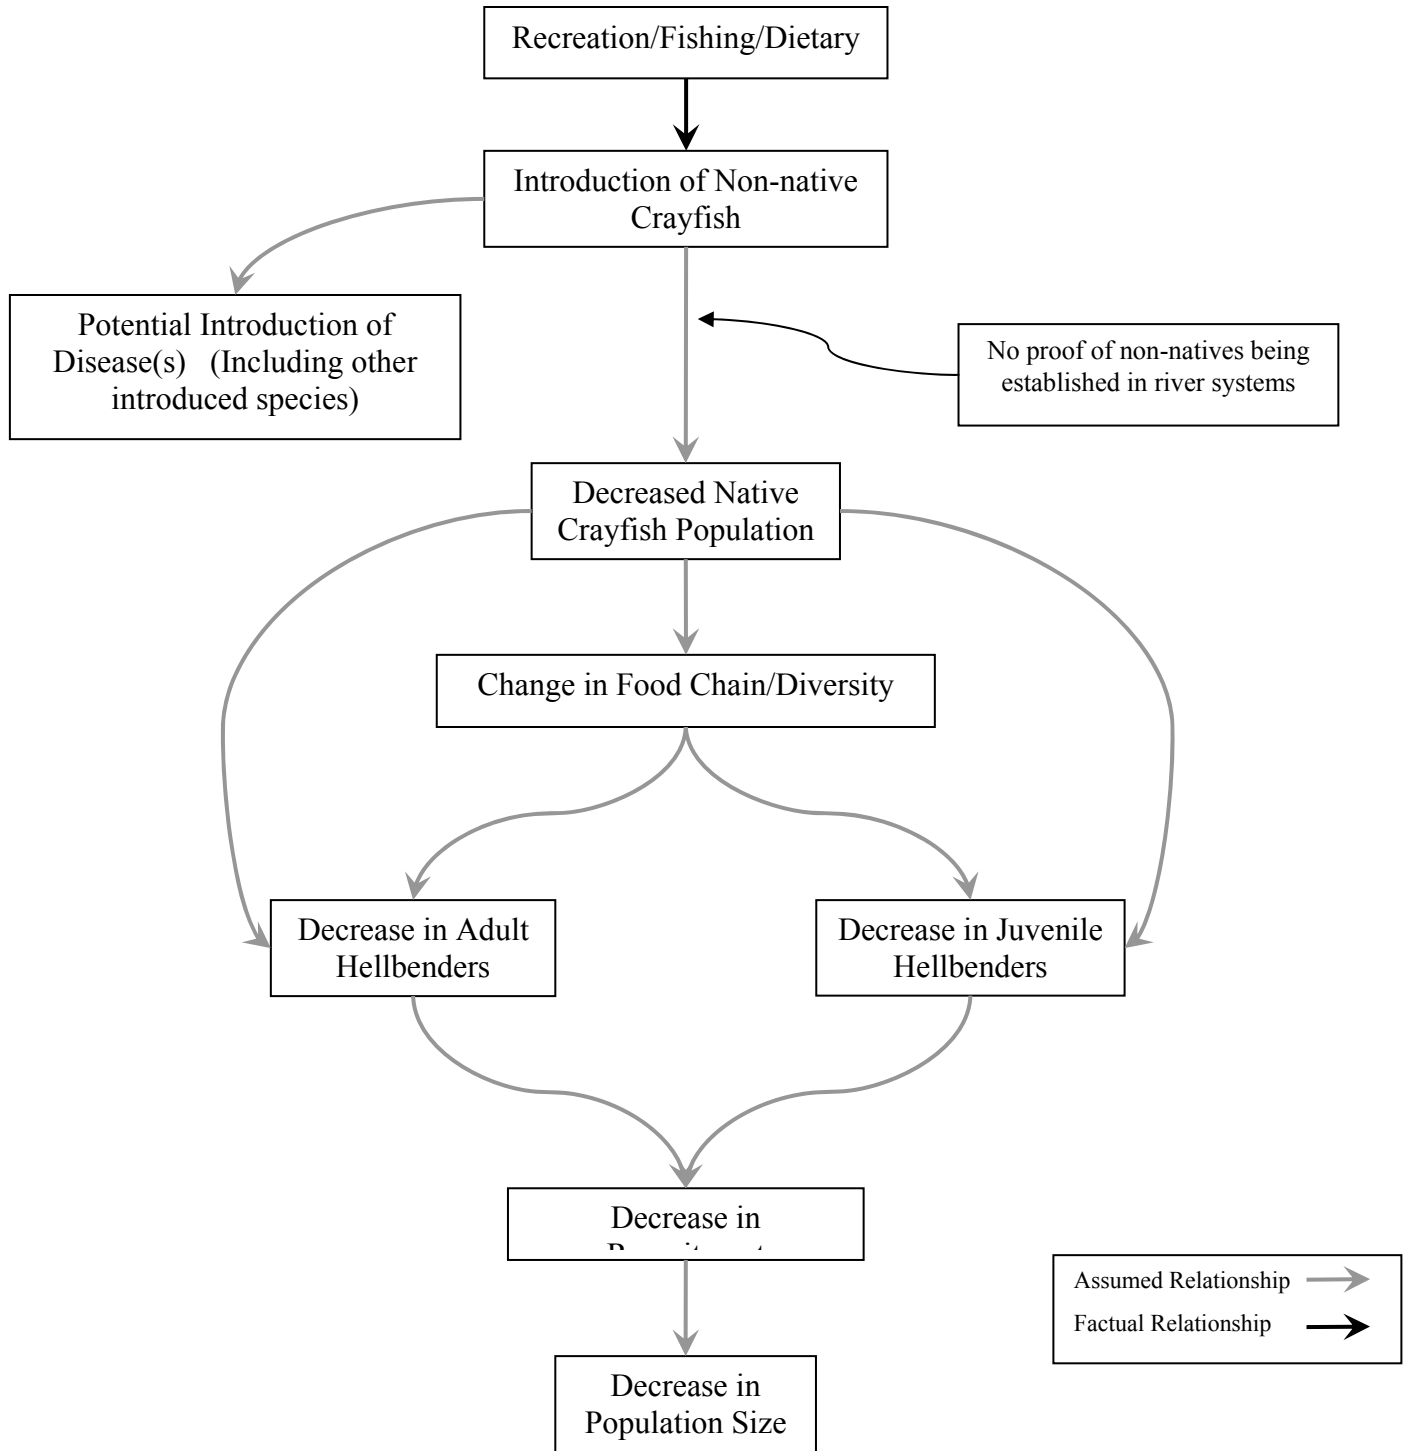 Recreation/Fishing/Dietary
Introduction of Non-native
Crayfish
Potential Introduction of
Disease(s) (Including other
introduced species)
No proof of non-natives being
established in river systems
Decreased Native
Crayfish Population
Change in Food Chain/Diversity
Decrease in Adult
Hellbenders
Decrease in Juvenile
Hellbenders
Decrease in
Assumed Relationship
Factual Relationship
Decrease in
Population Size